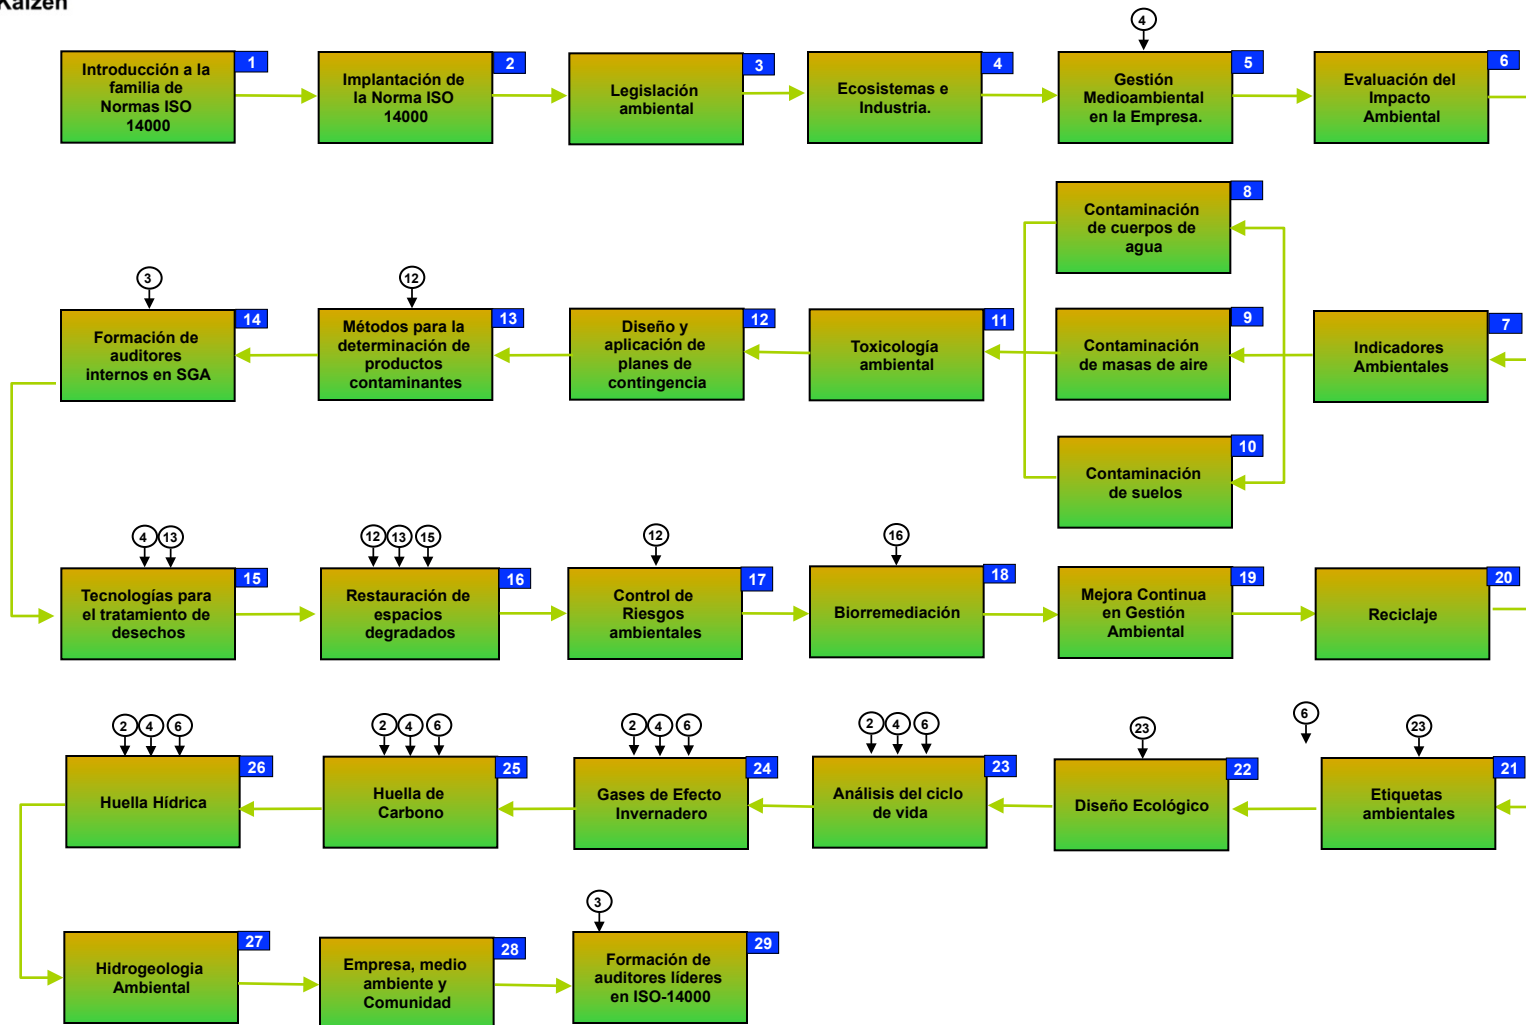 Kaizen
4
1
Introducción a la
familia de
Normas ISO
14000
2
Implantación de
la Norma ISO
14000
3
Legislación
ambiental
4
Ecosistemas e
Industria.
5
Gestión
Medioambiental
en la Empresa.
6
Evaluación del
Impacto
Ambiental
8
Contaminación
de cuerpos de
agua
3
14
Formación de
auditores
internos en SGA
12
13
Métodos para la
determinación de
productos
contaminantes
12
Diseño y
aplicación de
planes de
contingencia
11
Toxicología
ambiental
9
Contaminación
de masas de aire
7
Indicadores
Ambientales
10
Contaminación
de suelos
4
13
15
Tecnologías para
el tratamiento de
desechos
12
13
15
16
Restauración de
espacios
degradados
12
17
Control de
Riesgos
ambientales
16
18
Biorremediación
19
Mejora Continua
en Gestión
Ambiental
20
Reciclaje
2
4
6
26
Huella Hídrica
2
4
6
25
Huella de
Carbono
2
4
6
24
Gases de Efecto
Invernadero
2
4
6
23
Análisis del ciclo
de vida
23
22
Diseño Ecológico
6
23
21
Etiquetas
ambientales
27
Hidrogeologia
Ambiental
28
Empresa, medio
ambiente y
Comunidad
3
29
Formación de
auditores líderes
en ISO-14000